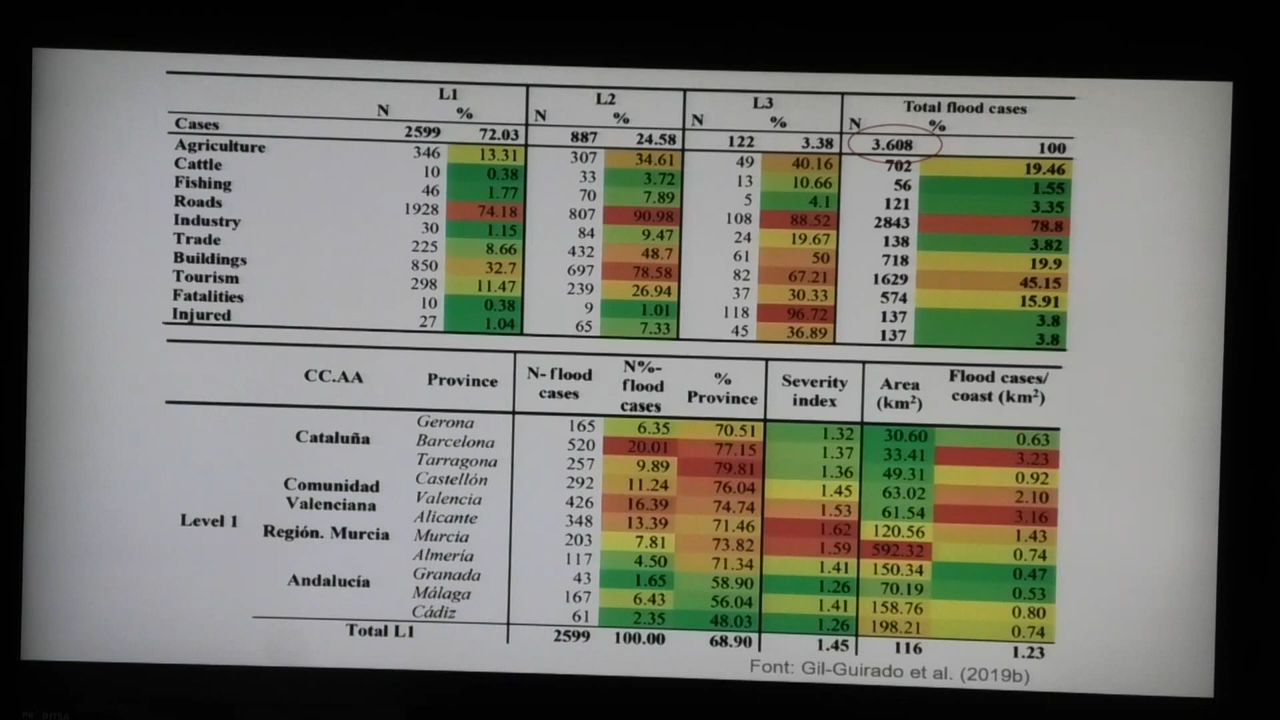 L1 L2 L3 Total flood cases
N % N % N % N %
Cases 2599 72.03 887 24.58 122 3.38 3.608 100
Agriculture 346 13.31 307 34.61 49 40.16 702 19.46
Cattle 10 0.38 33 3.72 13 10.66 56 1.55
Fishing 46 1.77 70 7.89 5 4.1 121 3.35
Roads 1928 74.18 807 90.98 108 88.52 2843 78.8
Industry 30 1.15 84 9.47 24 19.67 138 3.82
Trade 225 8.66 432 48.7 61 50 718 19.9
Buildings 850 32.7 697 78.58 82 67.21 1629 45.15
Tourism 298 11.47 239 26.94 37 30.33 574 15.91
Fatalities 10 0.38 9 1.01 118 96.72 137 3.8
Injured 27 1.04 65 7.33 45 36.89 137 3.8
CC.AA Province N- flood cases N%- flood cases % Province Severity index Area (km²) Flood cases/ coast (km²)
Level 1
Cataluña
Gerona 165 6.35 70.51 1.32 30.60 0.63
Barcelona 520 20.01 77.15 1.37 33.41 3.23
Tarragona 257 9.89 79.81 1.36 49.31 0.92
Comunidad Valenciana
Castellón 292 11.24 76.04 1.45 63.02 2.10
Valencia 426 16.39 74.74 1.53 61.54 3.16
Alicante 348 13.39 71.46 1.62 120.56 1.43
Región. Murcia Murcia 203 7.81 73.82 1.59 592.32 0.74
Andalucía
Almería 117 4.50 71.34 1.41 150.34 0.47
Granada 43 1.65 58.90 1.26 70.19 0.53
Málaga 167 6.43 56.04 1.41 158.76 0.80
Cádiz 61 2.35 48.03 1.26 198.21 0.74
Total L1 2599 100.00 68.90 1.45 116 1.23
Font: Gil-Guirado et al. (2019b)